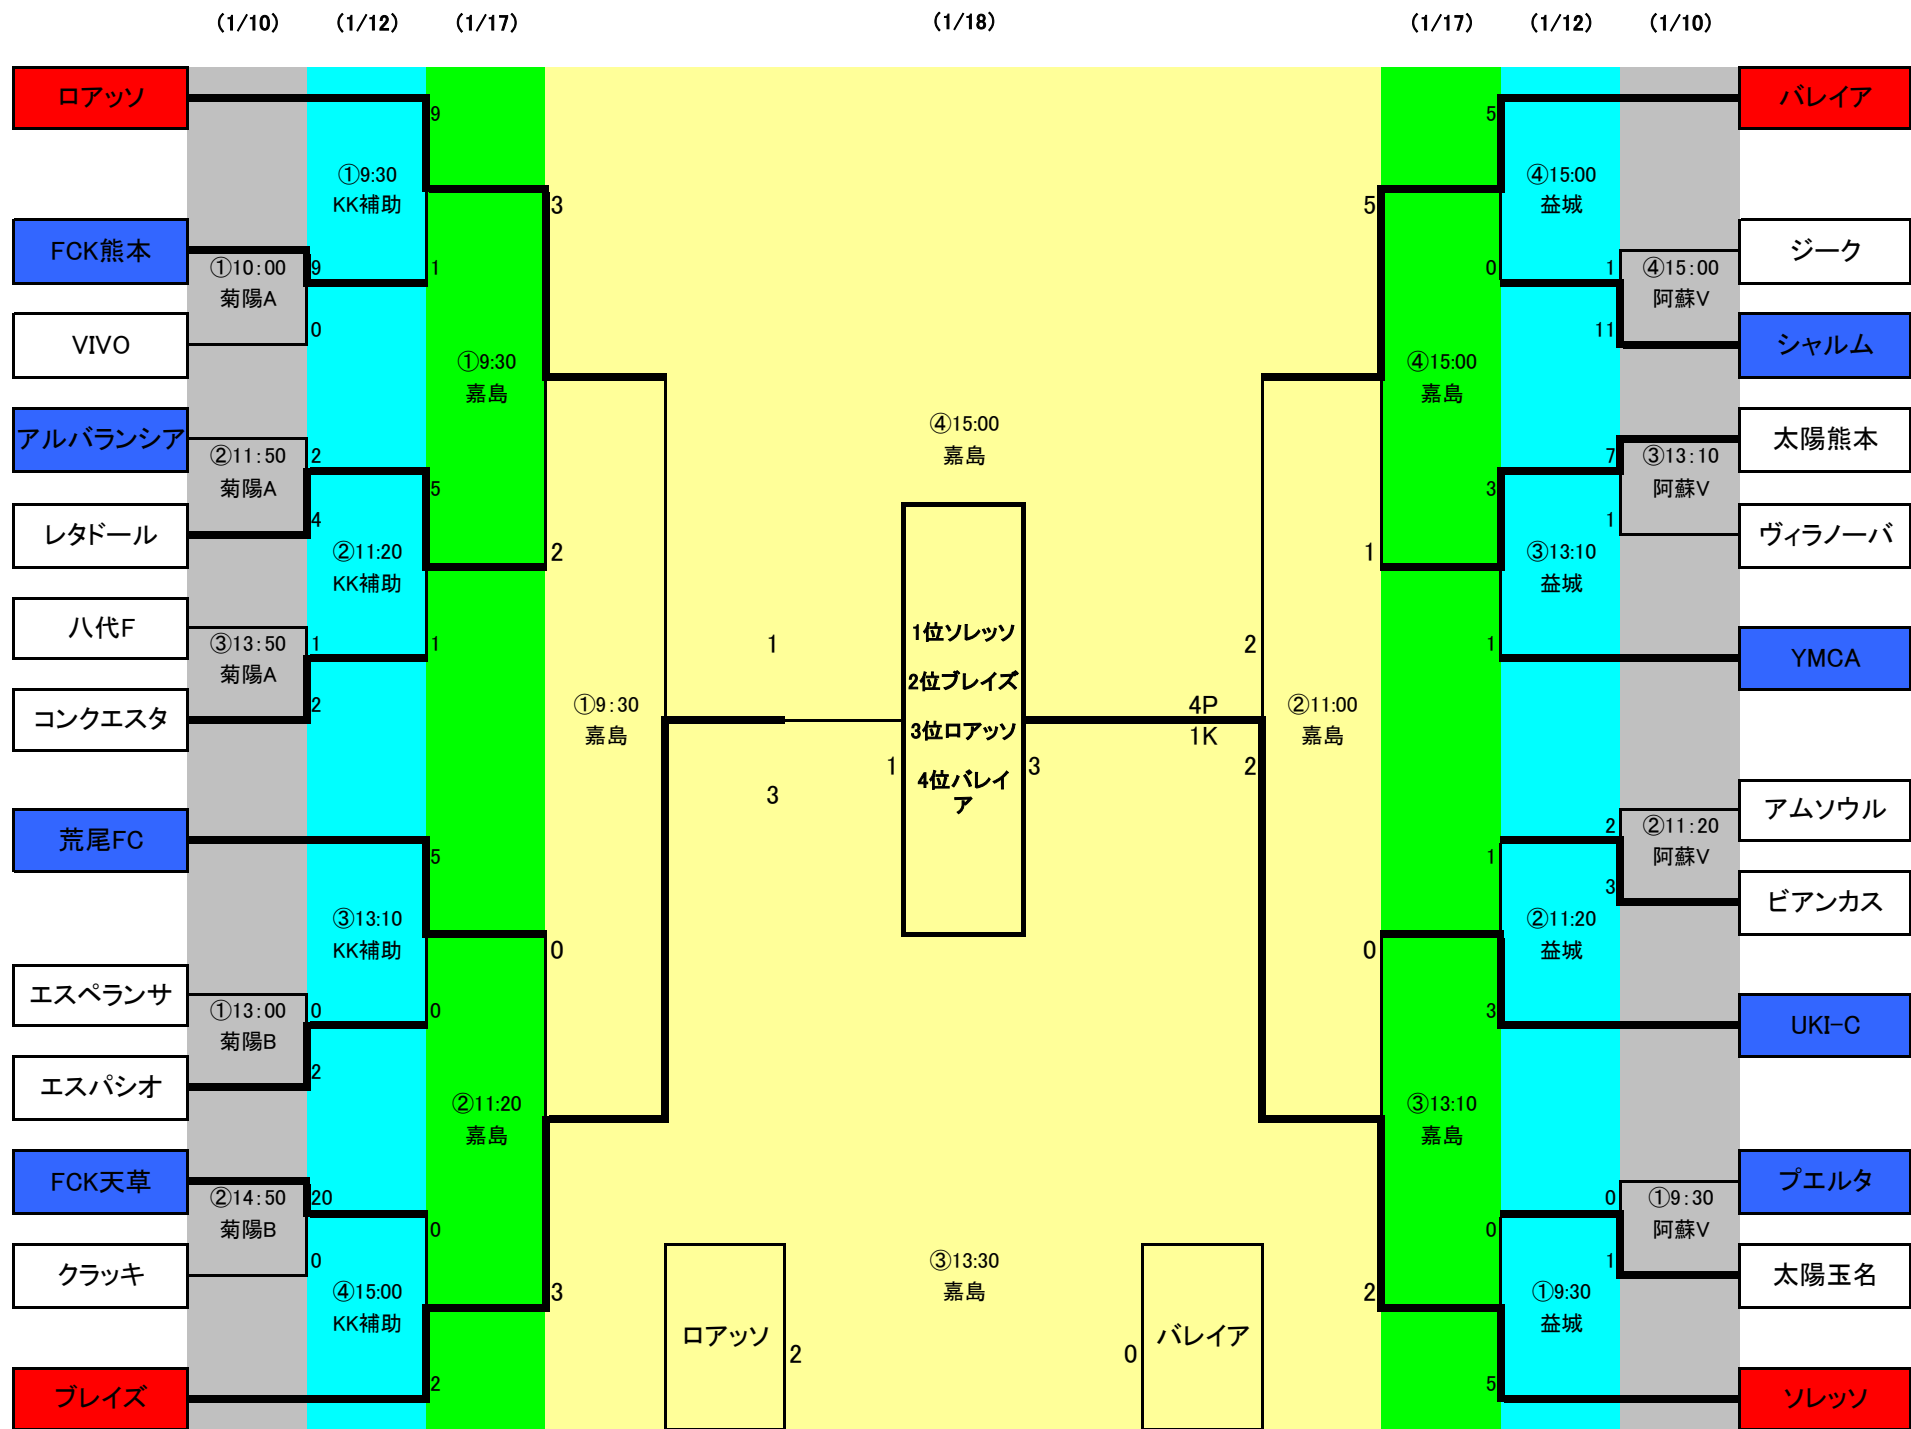 (1/10) (1/12) (1/17) (1/18) (1/17) (1/12) (1/10)
ロアッソ バレイア
9 5
①9:30 ④15:00
KK補助 益城
3 5
FCK熊本 ジーク
①10:00 9 1 0 1 ④15:00
菊陽A 阿蘇V
0 11
VIVO シャルム
①9:30 ④15:00
嘉島 嘉島
④15:00
アルバランシア 太陽熊本
②11:50 2 嘉島 7 ③13:10
菊陽A 5 3 阿蘇V
4 1
レタドール ヴィラノーバ
②11:20 2 1 ③13:10
KK補助 益城
八代F
③13:50 1 1 1 2 1
菊陽A YMCA
1位ソレッソ
2位ブレイズ
コンクエスタ 2
①9:30 4P ②11:00
嘉島 3位ロアッソ 1K 嘉島
1 3 2
4位バレイ
ア
3
アムソウル
荒尾FC 2 ②11:20
5 1 阿蘇V
3
ビアンカス
③13:10 ②11:20
KK補助 0 0 益城
エスペランサ
①13:00 0 0 3 UKI-C
菊陽B
エスパシオ 2
②11:20 ③13:10
嘉島 嘉島
FCK天草 プエルタ
②14:50 20 0 ①9:30
菊陽B 0 0 阿蘇V
0 1
クラッキ ③13:30 太陽玉名
④15:00 3 嘉島 2 ①9:30
KK補助 益城
ロアッソ 2 0 バレイア
2 5
ブレイズ ソレッソ